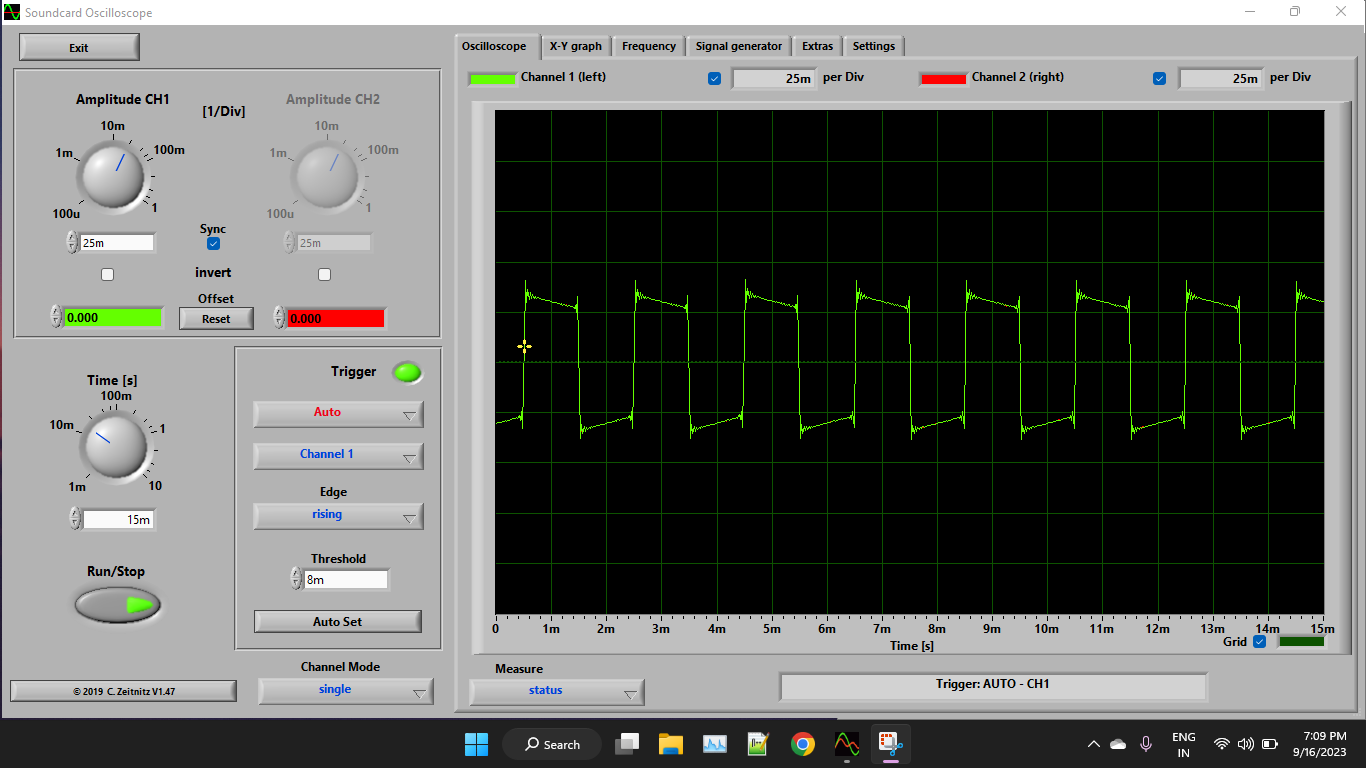 Soundcard Oscilloscope
Exit
Amplitude CH1
[1/Div]
Amplitude CH2
10m
1m
100m
100u
1
10m
1m
100m
100u
1
25m
Sync
25m
invert
Offset
0.000
Reset
0.000
Time [s]
100m
10m
1
1m
10
15m
Run/Stop
Trigger
Auto
Channel 1
Edge
rising
Threshold
8m
Auto Set
Channel Mode
single
© 2019 C. Zeitnitz V1.47
Oscilloscope
X-Y graph
Frequency
Signal generator
Extras
Settings
Channel 1 (left)
25m
per Div
Channel 2 (right)
25m
per Div
0 1m 2m 3m 4m 5m 6m 7m 8m 9m 10m 11m 12m 13m 14m 15m
Time [s]
Grid
Measure
status
Trigger: AUTO - CH1
Search
ENG
IN
7:09 PM
9/16/2023